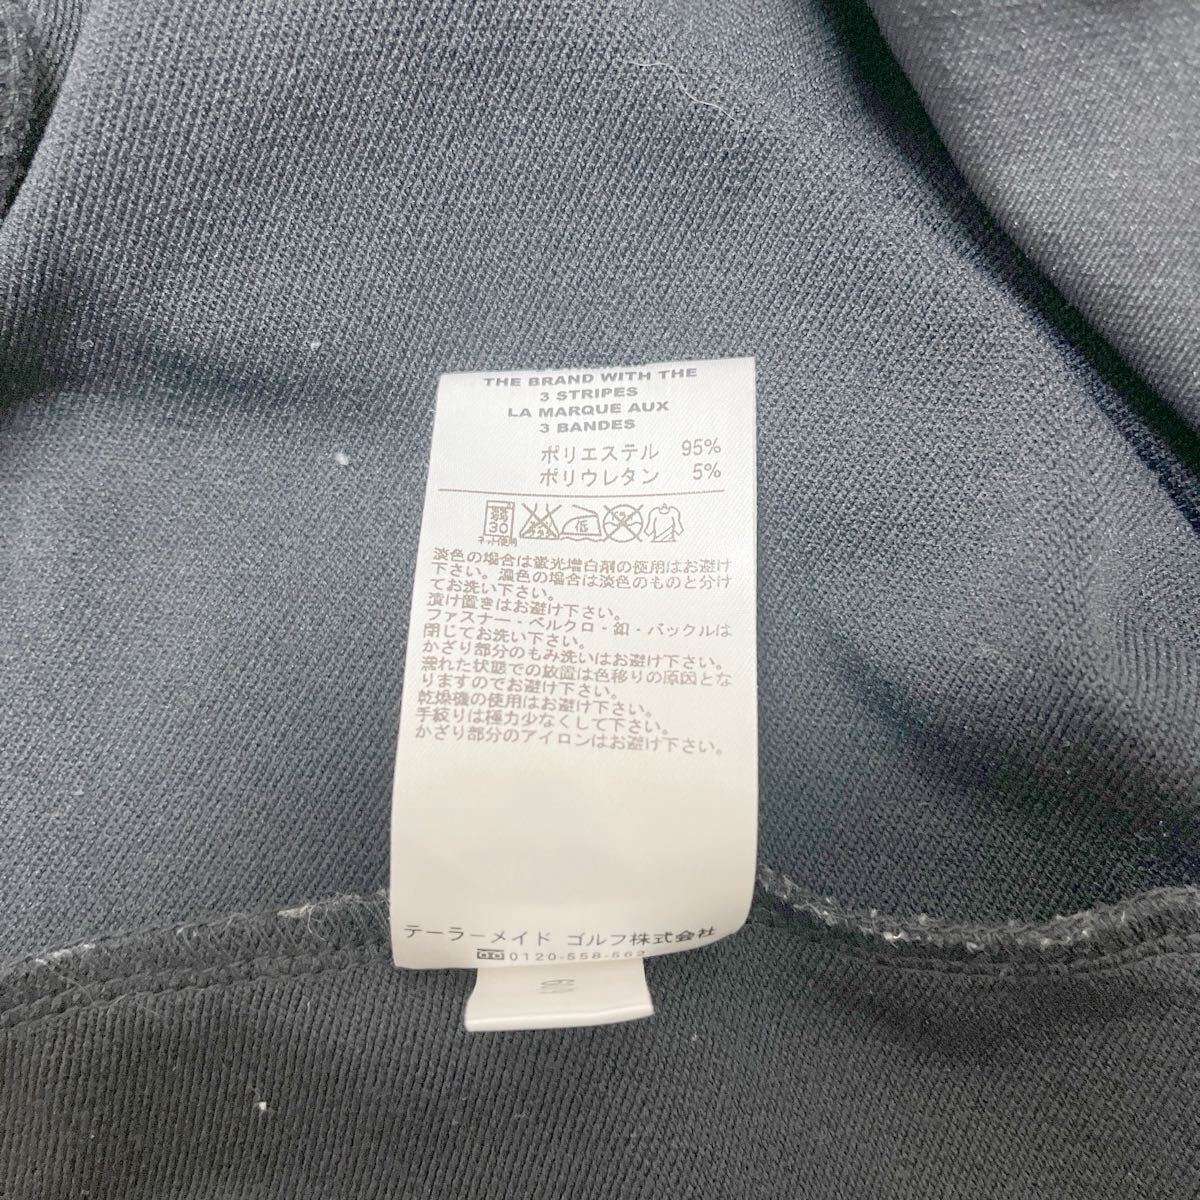 THE BRAND WITH THE
3 STRIPES
LA MARQUE AUX
3 BANDES
ポリエステル 95%
ポリウレタン 5%
30 低
ネット使用
淡色の場合は蛍光増白剤の使用はお避け
下さい。濃色の場合は淡色のものと分け
てお洗い下さい。
漬け置きはお避け下さい。
ファスナー・ベルクロ・釦・バックルは
閉じてお洗い下さい。
かざり部分のもみ洗いはお避け下さい。
濡れた状態での放置は色移りの原因とな
りますのでお避け下さい。
乾燥機の使用はお避け下さい。
手絞りは極力少なくして下さい。
かざり部分のアイロンはお避け下さい。
テーラーメイド ゴルフ株式会社
0120-558-562